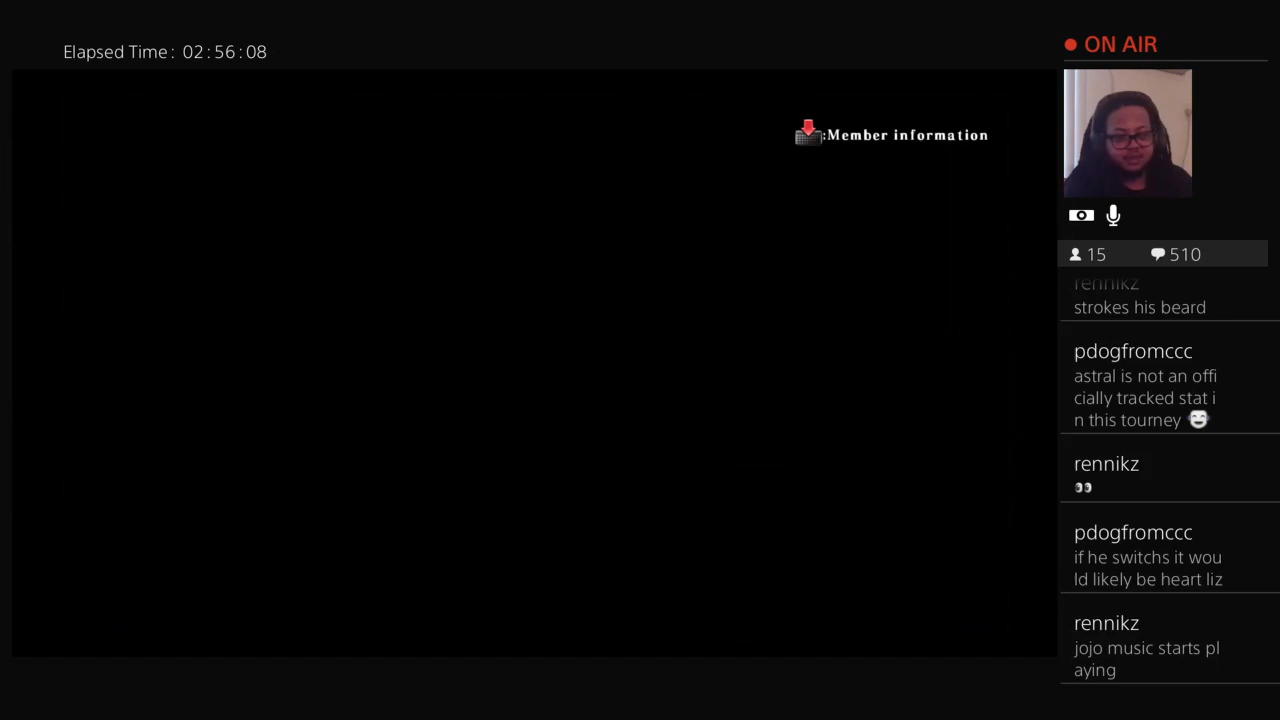 Elapsed Time: 02:56:08
ON AIR
:Member information
15 510
rennikz
strokes his beard
pdogfromccc
astral is not an offi
cially tracked stat i
n this tourney
rennikz
pdogfromccc
if he switchs it wou
ld likely be heart liz
rennikz
jojo music starts pl
aying